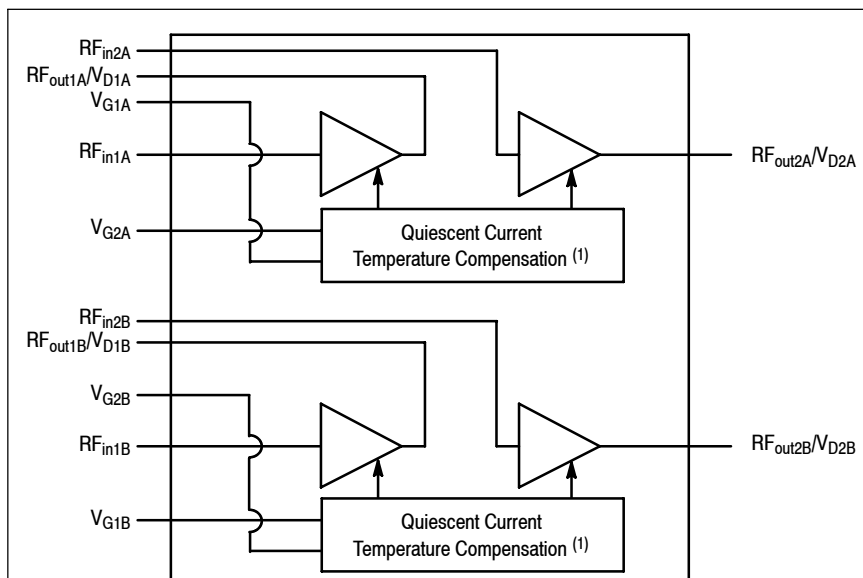 RFin2A
RFout1A/VD1A
VG1A
RFin1A
RFout2A/VD2A
VG2A
Quiescent Current
Temperature Compensation (1)
RFin2B
RFout1B/VD1B
VG2B
RFin1B
RFout2B/VD2B
VG1B
Quiescent Current
Temperature Compensation (1)